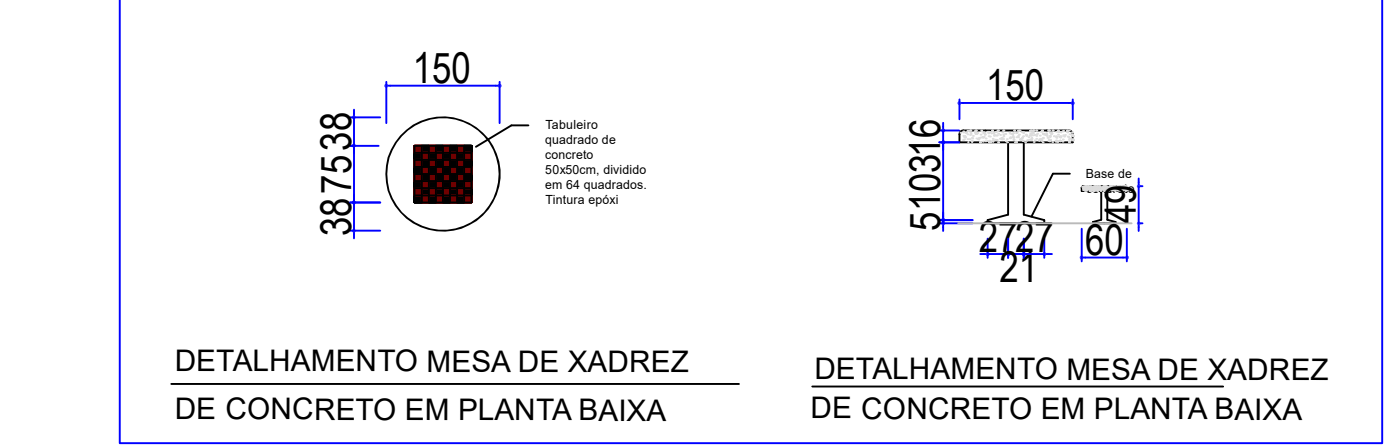 150
38
75
38
Tabuleiro
quadrado de
concreto
50x50cm, dividido
em 64 quadrados.
Tintura epóxi
DETALHAMENTO MESA DE XADREZ
DE CONCRETO EM PLANTA BAIXA
150
16
103
5
Base de
49
27
27
21
60
DETALHAMENTO MESA DE XADREZ
DE CONCRETO EM PLANTA BAIXA